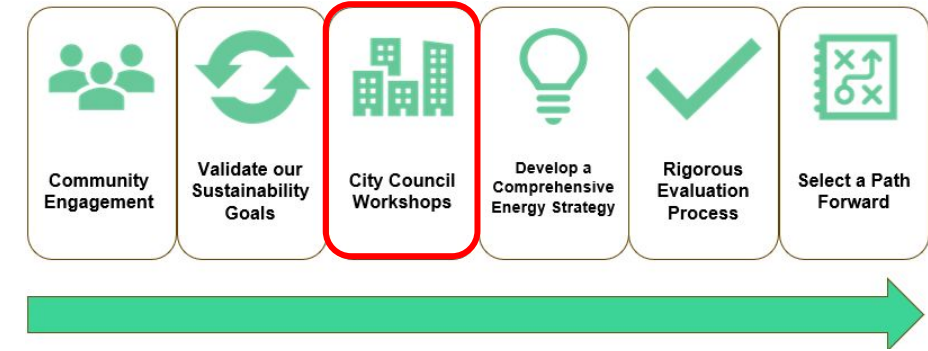 Community
Engagement
Validate our
Sustainability
Goals
City Council
Workshops
Develop a
Comprehensive
Energy Strategy
Rigorous
Evaluation
Process
Select a Path
Forward